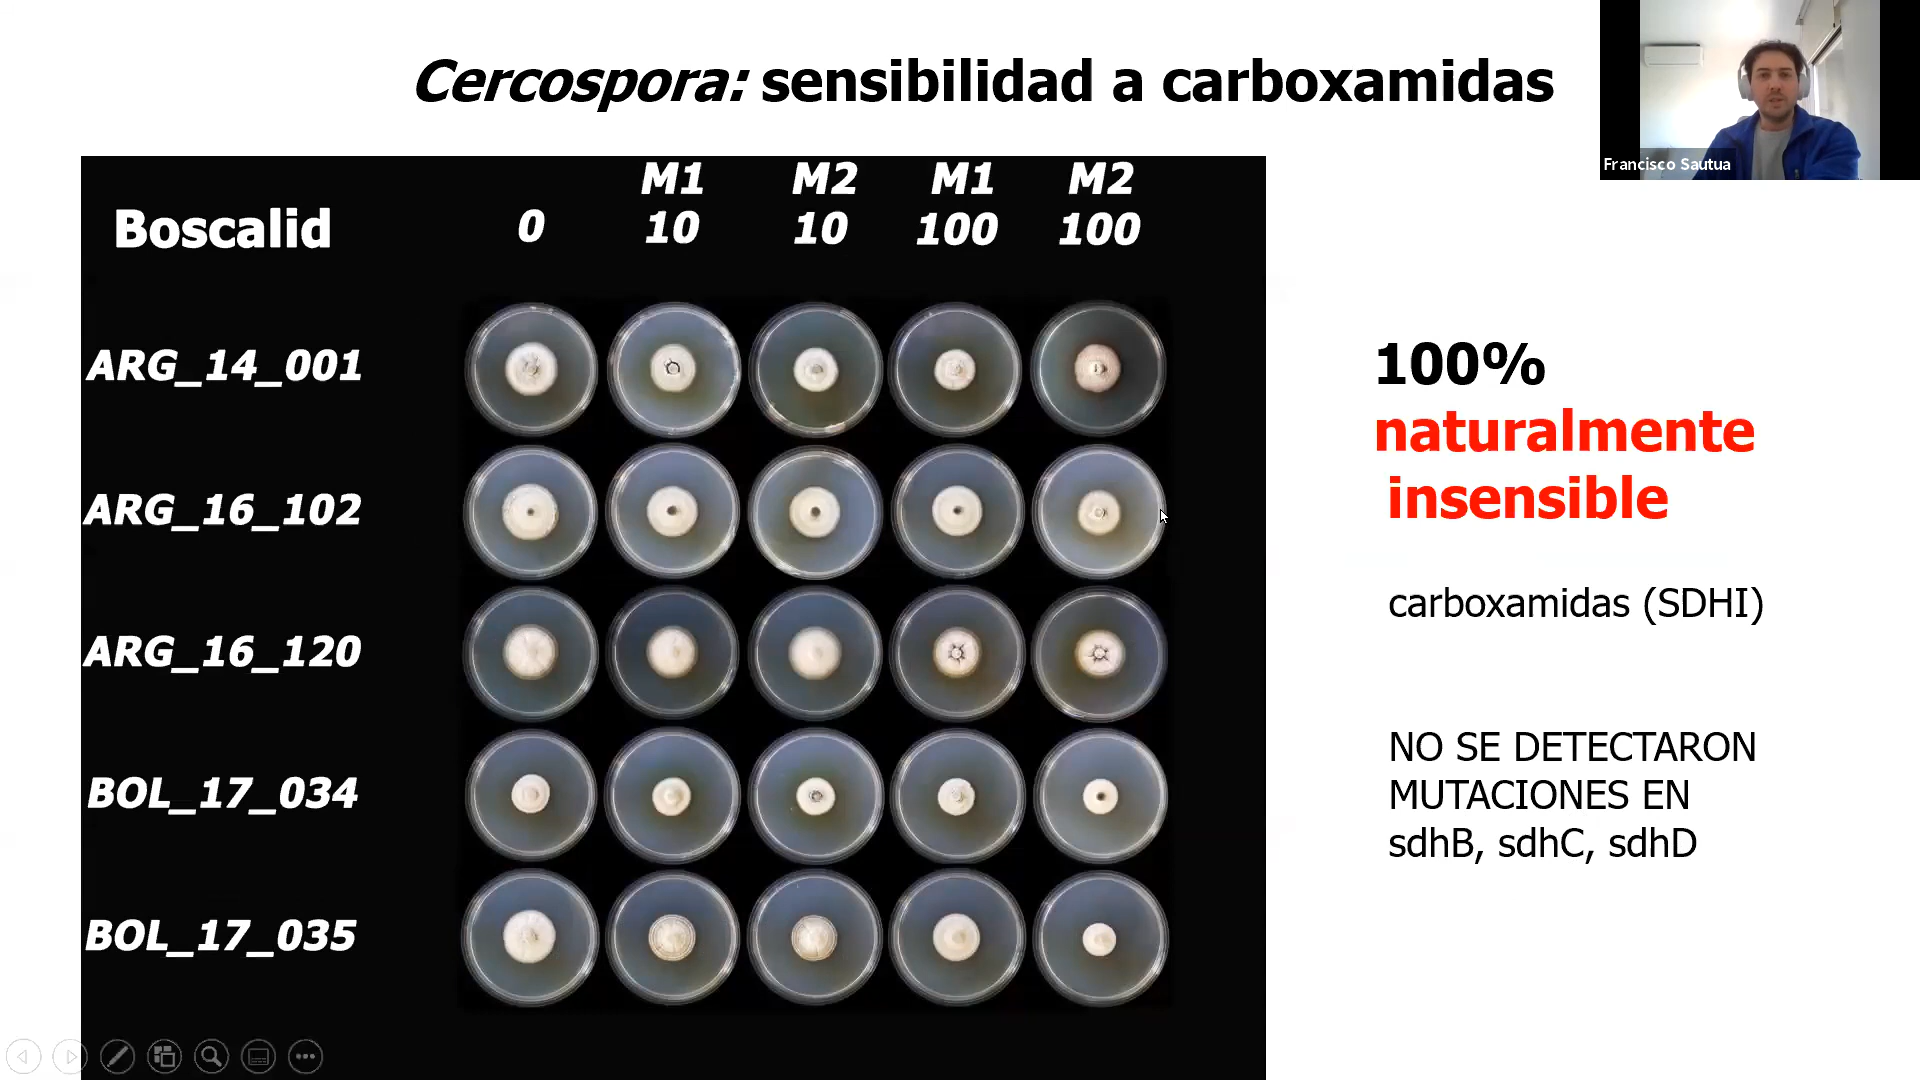 Cercospora: sensibilidad a carboxamidas
Francisco Sautua
M1 M2 M1 M2
Boscalid 0 10 10 100 100
ARG_14_001
ARG_16_102
ARG_16_120
BOL_17_034
BOL_17_035
100%
naturalmente
insensible
carboxamidas (SDHI)
NO SE DETECTARON
MUTACIONES EN
sdhB, sdhC, sdhD